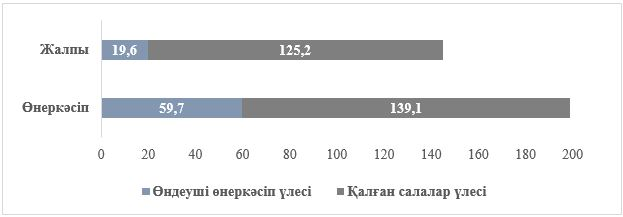 Жалпы 19,6 125,2
Өнеркәсіп 59,7 139,1
0 20 40 60 80 100 120 140 160 180 200
Өндеуші өнеркәсіп үлесі Қалған салалар үлесі